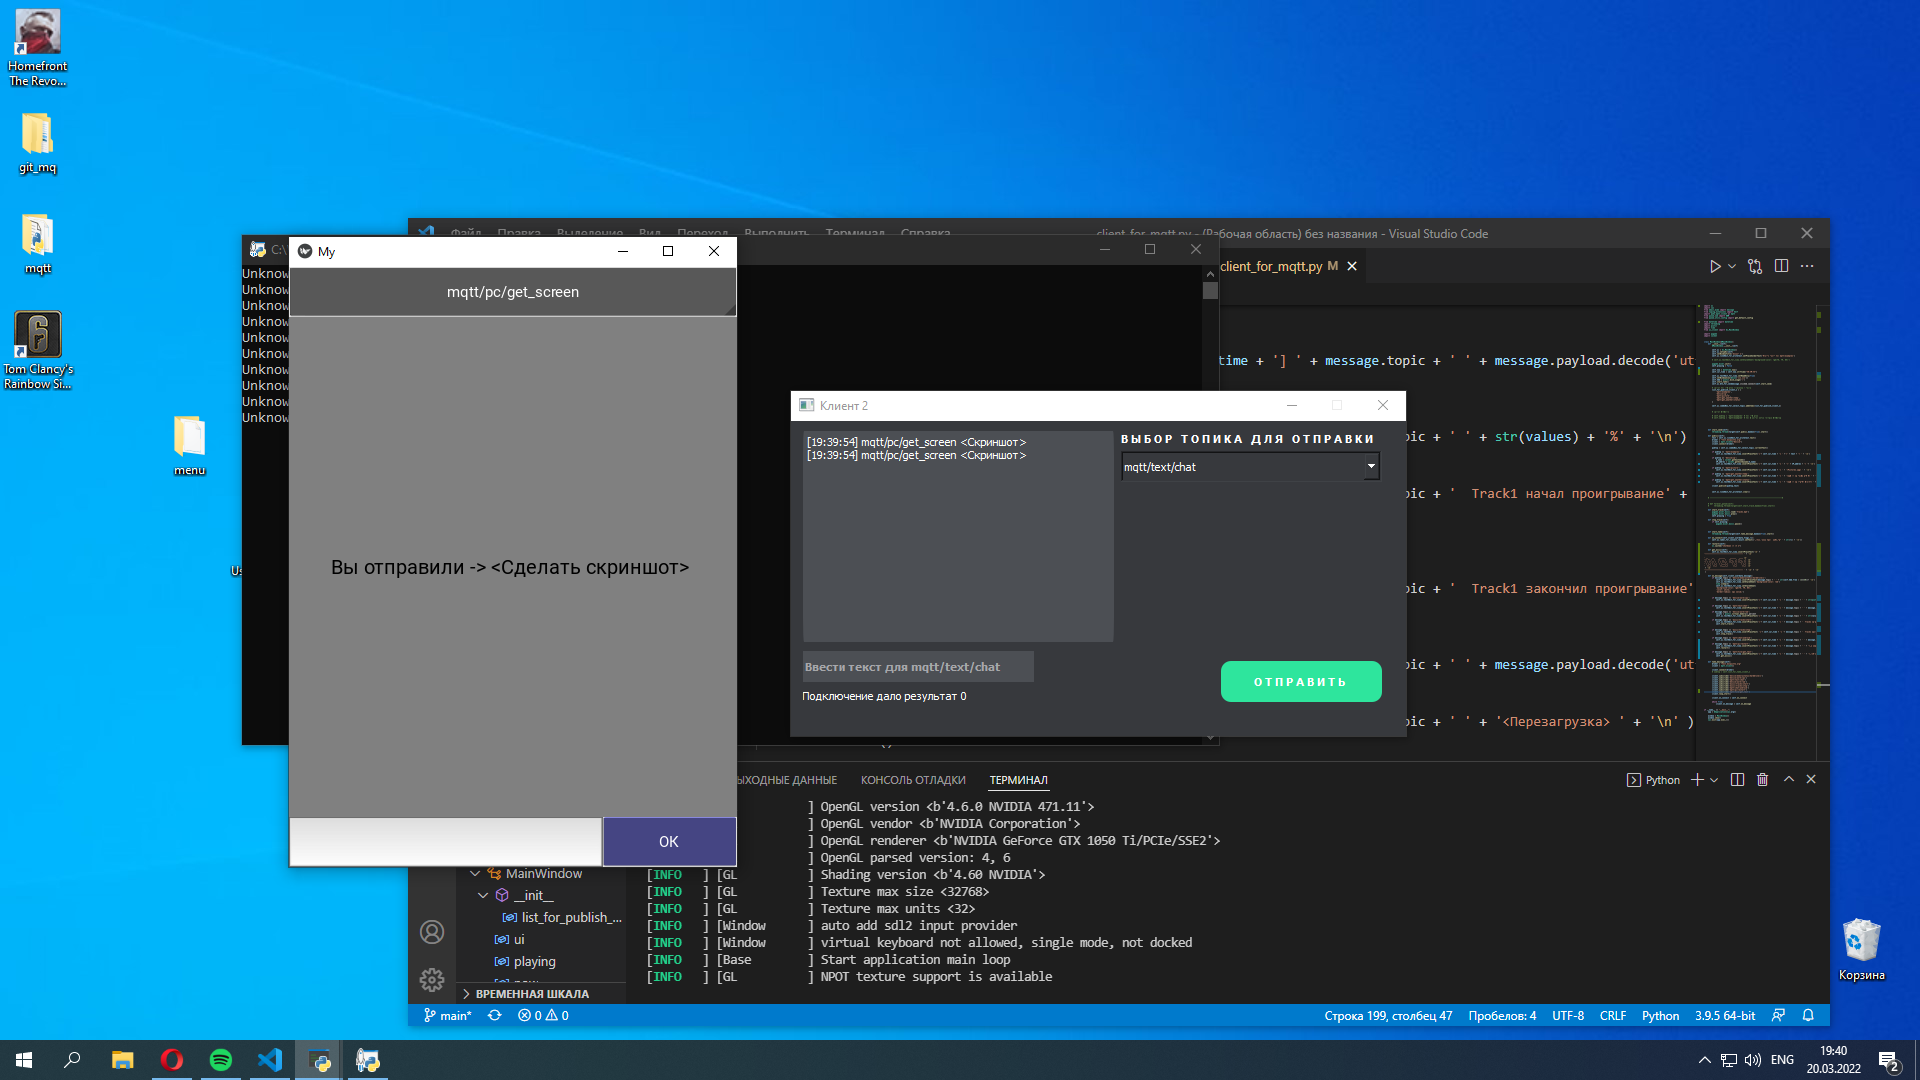 Homefront
The Revo...
git_mq
mqtt
Tom Clancy's
Rainbow Si...
menu
Корзина
Файл Правка Выделение Вид Переход Выполнить Терминал Справка
client_for_mqtt.py - (Рабочая область) без названия - Visual Studio Code
client_for_mqtt.py M
C:\
Unknow
Unknow
Unknow
Unknow
Unknow
Unknow
Unknow
Unknow
Unknow
Unknow
My
mqtt/pc/get_screen
Вы отправили -> <Сделать скриншот>
OK
time + '] ' + message.topic + ' ' + message.payload.decode('ut
pic + ' ' + str(values) + '%' + '\n')
pic + '  Track1 начал проигрывание' +
pic + '  Track1 закончил проигрывание'
pic + ' ' + message.payload.decode('ut
pic + ' ' + '<Перезагрузка> ' + '\n' )
Клиент 2
[19:39:54] mqtt/pc/get_screen <Скриншот>
[19:39:54] mqtt/pc/get_screen <Скриншот>
ВЫБОР ТОПИКА ДЛЯ ОТПРАВКИ
mqtt/text/chat
Ввести текст для mqtt/text/chat
Подключение дало результат 0
ОТПРАВИТЬ
ЫХОДНЫЕ ДАННЫЕ КОНСОЛЬ ОТЛАДКИ ТЕРМИНАЛ
Python
] OpenGL version <b'4.6.0 NVIDIA 471.11'>
] OpenGL vendor <b'NVIDIA Corporation'>
] OpenGL renderer <b'NVIDIA GeForce GTX 1050 Ti/PCIe/SSE2'>
] OpenGL parsed version: 4, 6
[INFO   ] [GL          ] Shading version <b'4.60 NVIDIA'>
[INFO   ] [GL          ] Texture max size <32768>
[INFO   ] [GL          ] Texture max units <32>
[INFO   ] [Window      ] auto add sdl2 input provider
[INFO   ] [Window      ] virtual keyboard not allowed, single mode, not docked
[INFO   ] [Base        ] Start application main loop
[INFO   ] [GL          ] NPOT texture support is available
MainWindow
__init__
list_for_publish_...
ui
playing
ВРЕМЕННАЯ ШКАЛА
main* 0 0
Строка 199, столбец 47 Пробелов: 4 UTF-8 CRLF Python 3.9.5 64-bit
ENG
19:40
20.03.2022
2